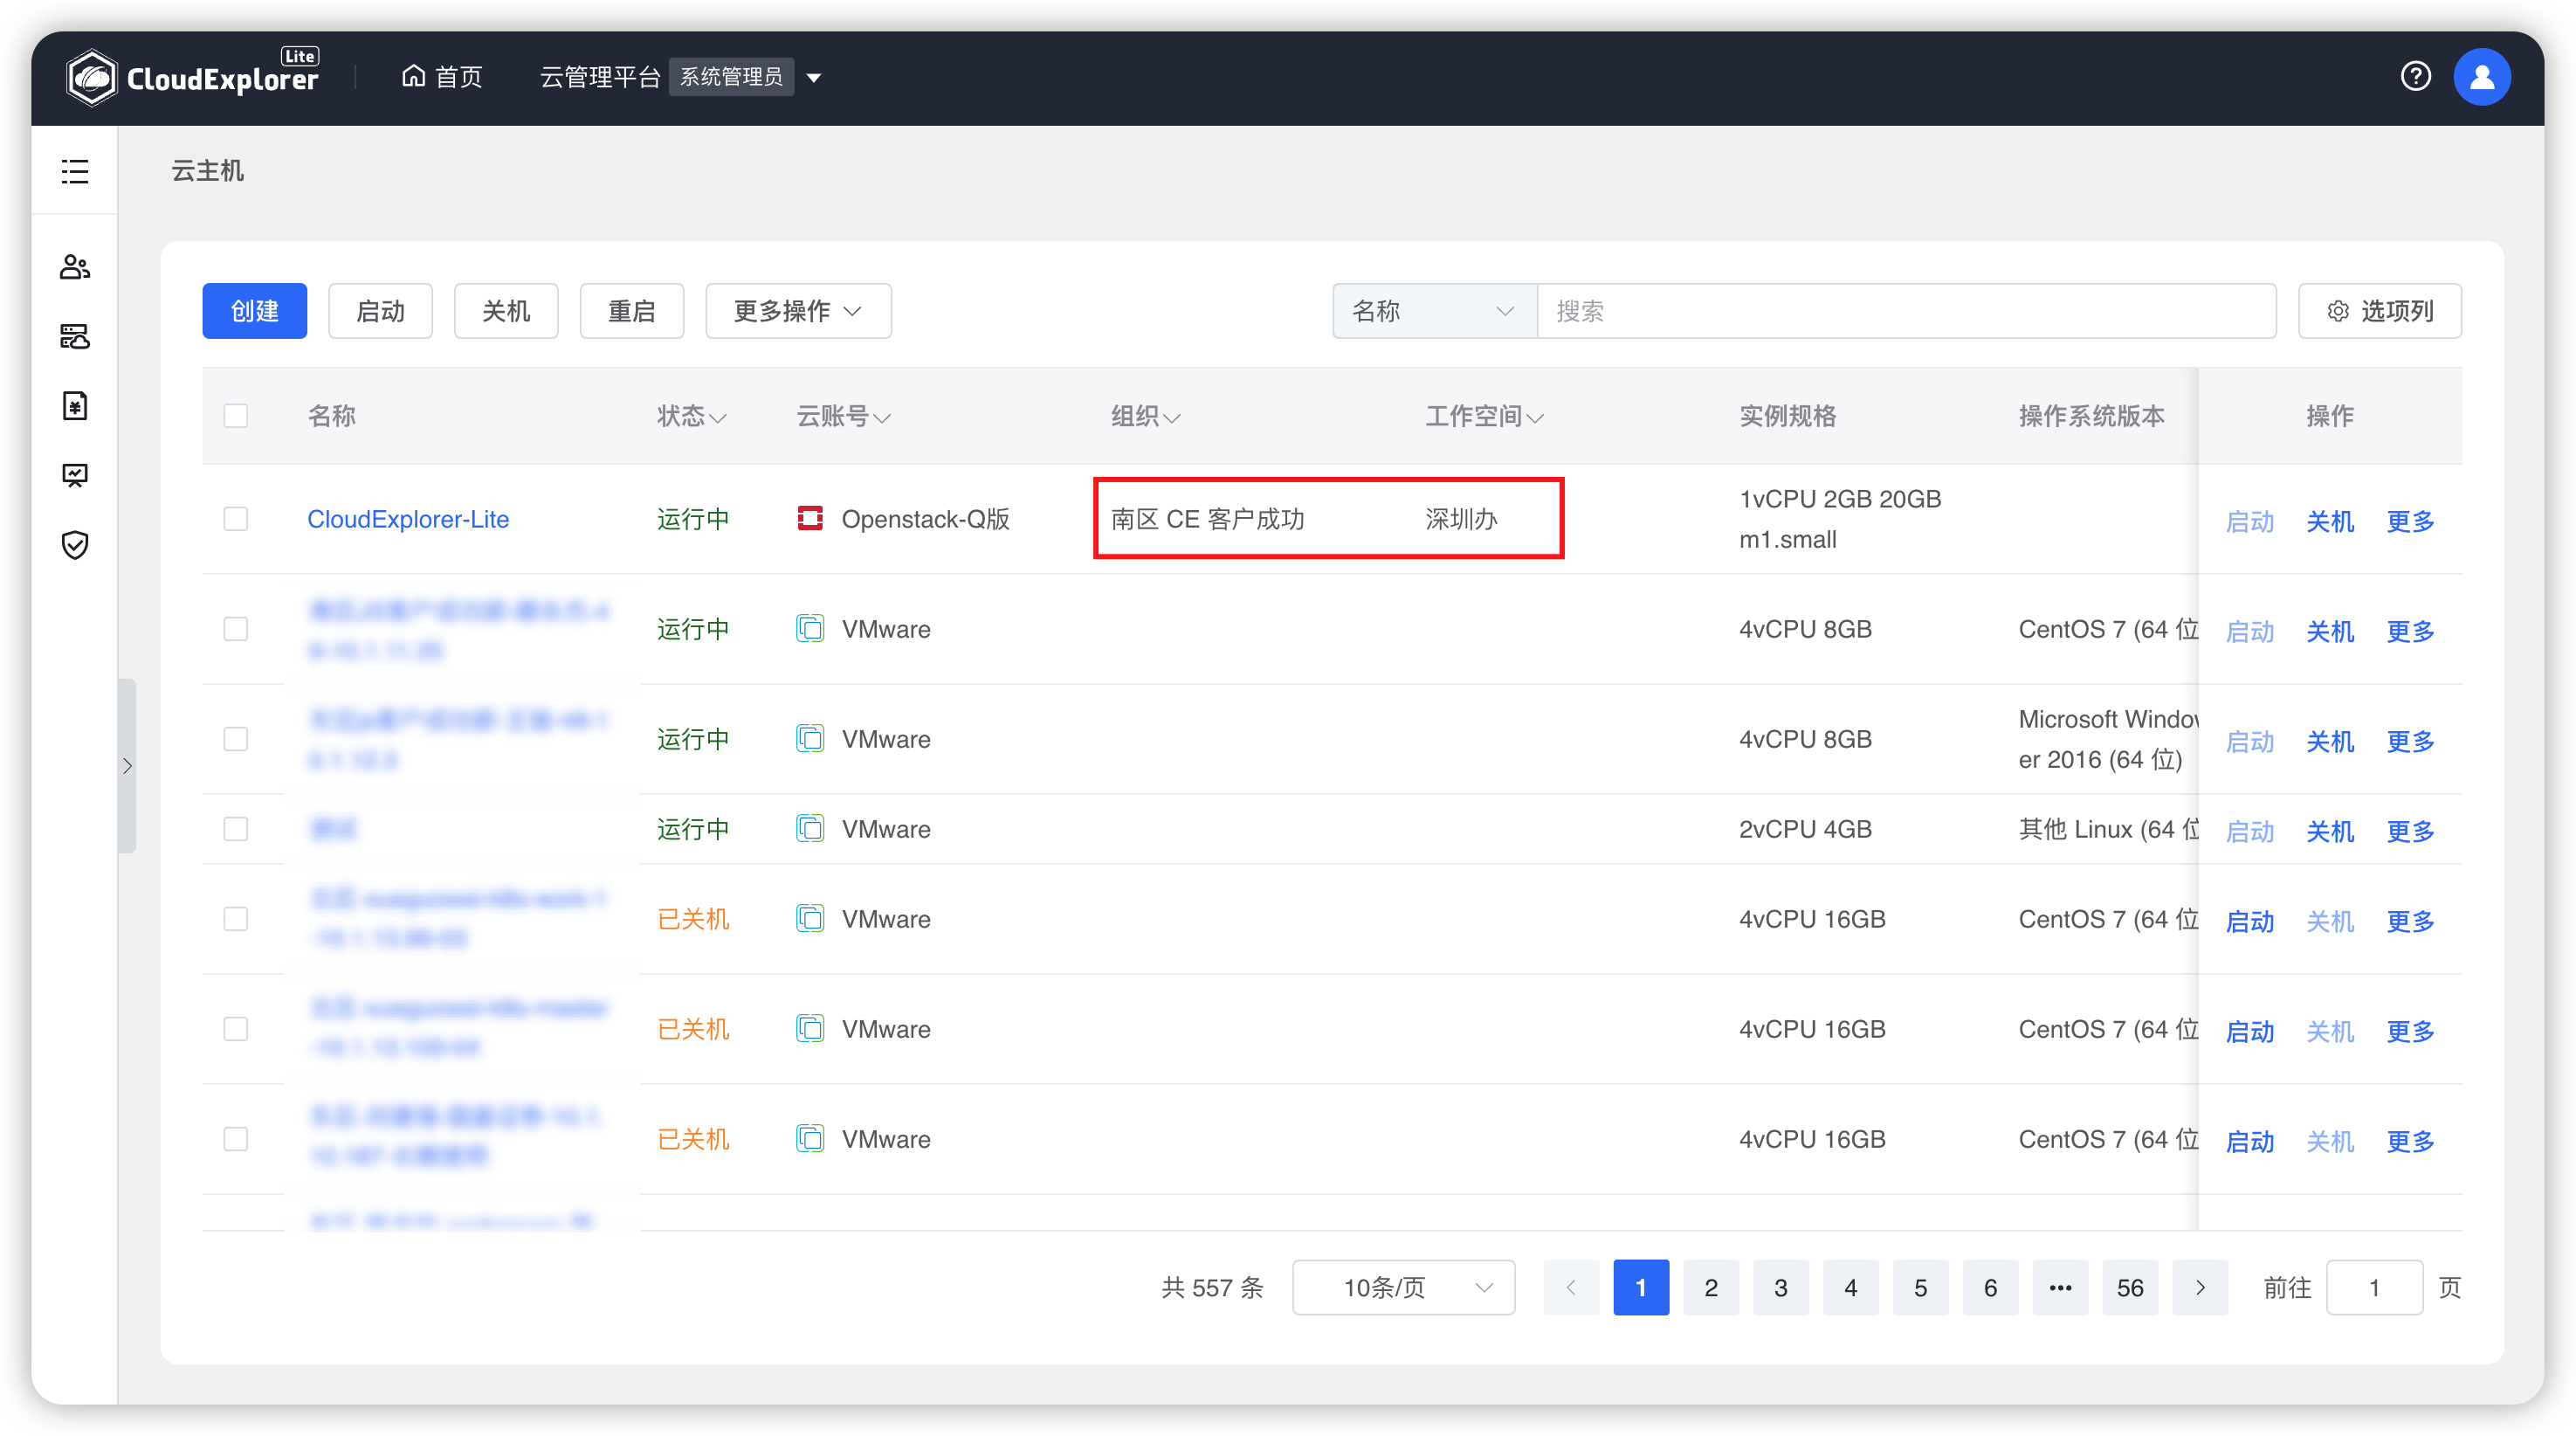 CloudExplorer Lite
首页
云管理平台 系统管理员
云主机
创建 启动 关机 重启 更多操作 名称 搜索 选项列
名称 状态 云账号 组织 工作空间 实例规格 操作系统版本 操作
CloudExplorer-Lite 运行中 Openstack-Q版 南区 CE 客户成功 深圳办 1vCPU 2GB 20GB
m1.small
启动 关机 更多
运行中 VMware 4vCPU 8GB CentOS 7 (64 位 启动 关机 更多
运行中 VMware 4vCPU 8GB Microsoft Window
er 2016 (64 位)
启动 关机 更多
运行中 VMware 2vCPU 4GB 其他 Linux (64 位 启动 关机 更多
已关机 VMware 4vCPU 16GB CentOS 7 (64 位 启动 关机 更多
已关机 VMware 4vCPU 16GB CentOS 7 (64 位 启动 关机 更多
已关机 VMware 4vCPU 16GB CentOS 7 (64 位 启动 关机 更多
共 557 条 10条/页 1 2 3 4 5 6 ••• 56 前往 1 页